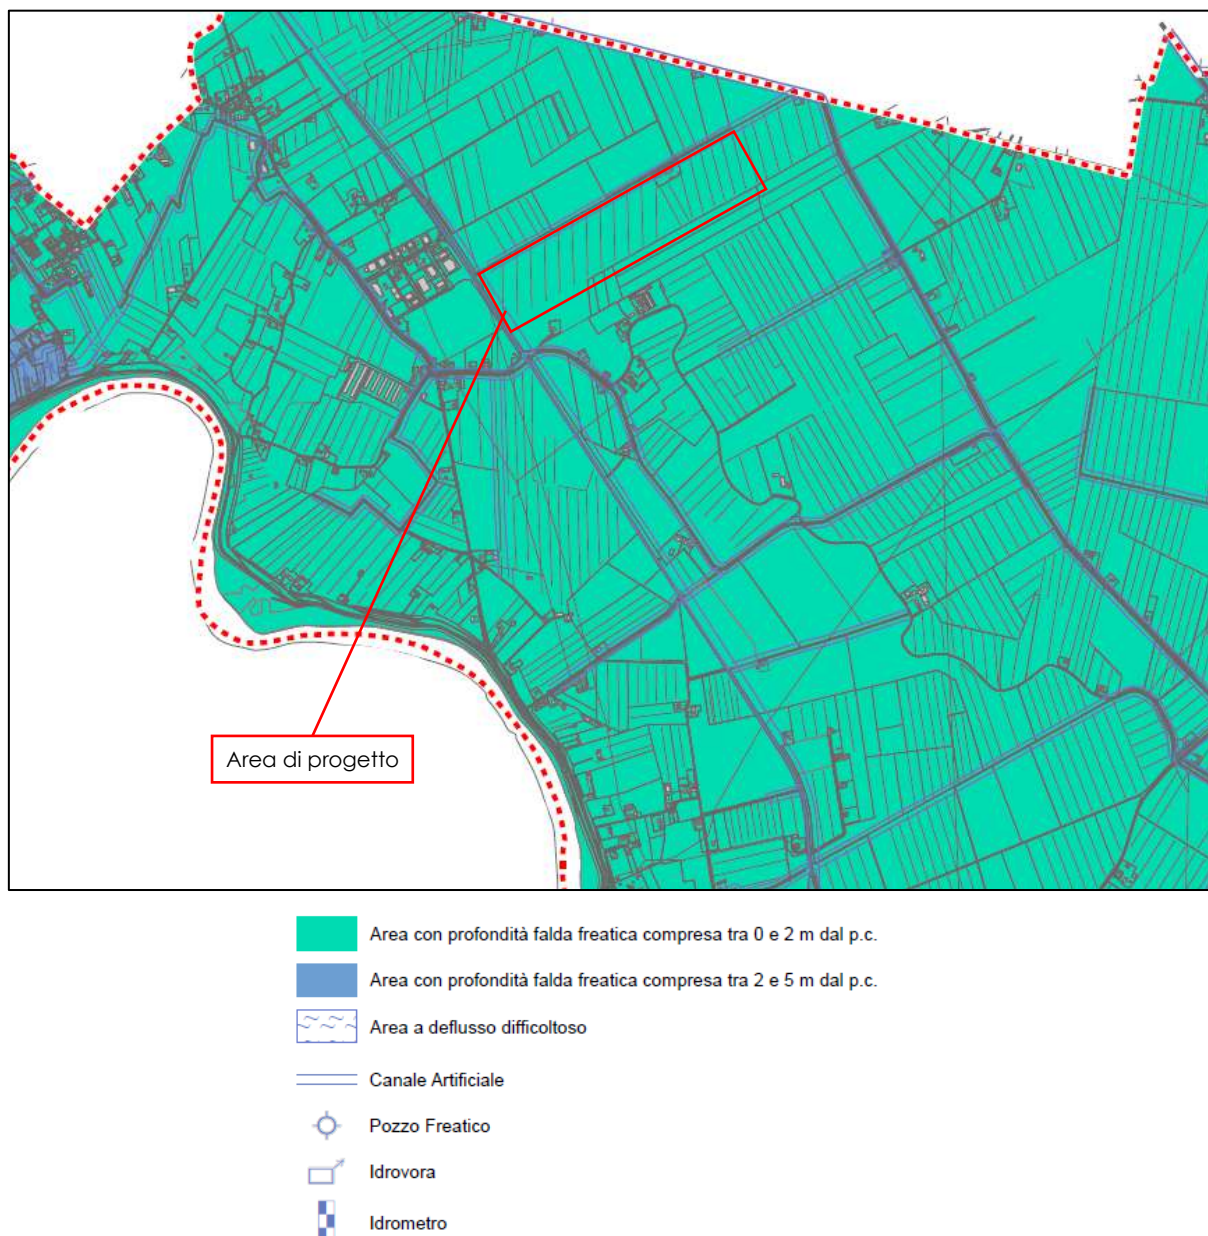 Area di progetto
Area con profondità falda freatica compresa tra 0 e 2 m dal p.c.
Area con profondità falda freatica compresa tra 2 e 5 m dal p.c.
Area a deflusso difficoltoso
Canale Artificiale
Pozzo Freatico
Idrovora
Idrometro